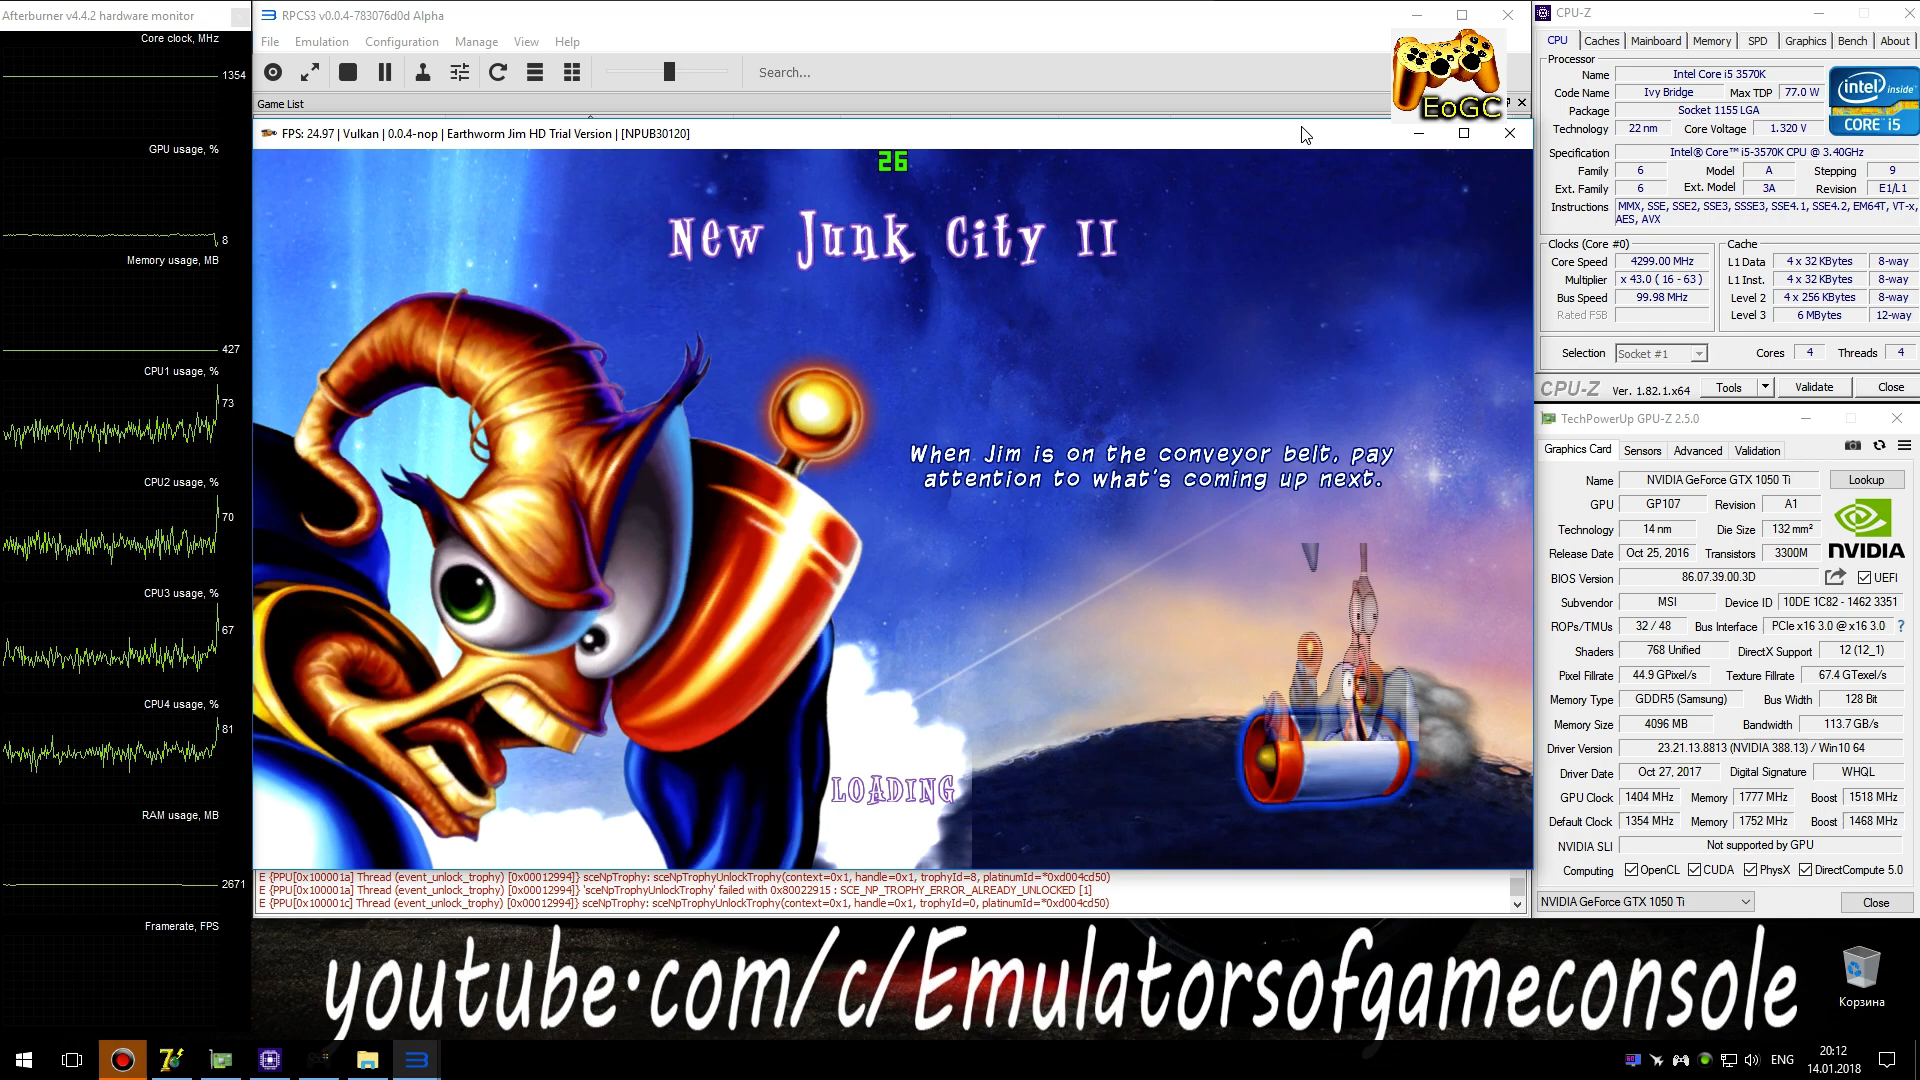 Afterburner v4.4.2 hardware monitor
Core clock, MHz
1354
GPU usage, %
8
Memory usage, MB
427
CPU1 usage, %
73
CPU2 usage, %
70
CPU3 usage, %
67
CPU4 usage, %
81
RAM usage, MB
2671
Framerate, FPS
RPCS3 v0.0.4-783076d0d Alpha
File Emulation Configuration Manage View Help
Search...
EoGC
Game List
FPS: 24.97 | Vulkan | 0.0.4-nop | Earthworm Jim HD Trial Version | [NPUB30120]
26
New Junk City II
When Jim is on the conveyor belt, pay
attention to what's coming up next.
LOADING
E {PPU[0x100001a] Thread (event_unlock_trophy) [0x00012994]} sceNpTrophy: sceNpTrophyUnlockTrophy(context=0x1, handle=0x1, trophyId=8, platinumId=*0xd004cd50)
E {PPU[0x100001a] Thread (event_unlock_trophy) [0x00012994]} 'sceNpTrophyUnlockTrophy' failed with 0x80022915 : SCE_NP_TROPHY_ERROR_ALREADY_UNLOCKED [1]
E {PPU[0x100001c] Thread (event_unlock_trophy) [0x00012994]} sceNpTrophy: sceNpTrophyUnlockTrophy(context=0x1, handle=0x1, trophyId=0, platinumId=*0xd004cd50)
CPU-Z
CPU Caches Mainboard Memory SPD Graphics Bench About
Processor
Name Intel Core i5 3570K
Code Name Ivy Bridge Max TDP 77.0 W
Package Socket 1155 LGA
Technology 22 nm Core Voltage 1.320 V
intel inside
CORE i5
Specification Intel® Core™ i5-3570K CPU @ 3.40GHz
Family 6 Model A Stepping 9
Ext. Family 6 Ext. Model 3A Revision E1/L1
Instructions MMX, SSE, SSE2, SSE3, SSSE3, SSE4.1, SSE4.2, EM64T, VT-x,
AES, AVX
Clocks (Core #0) Cache
Core Speed 4299.00 MHz L1 Data 4 x 32 KBytes 8-way
Multiplier x 43.0 ( 16 - 63 ) L1 Inst. 4 x 32 KBytes 8-way
Bus Speed 99.98 MHz Level 2 4 x 256 KBytes 8-way
Rated FSB Level 3 6 MBytes 12-way
Selection Socket #1 Cores 4 Threads 4
CPU-Z Ver. 1.82.1.x64 Tools Validate Close
TechPowerUp GPU-Z 2.5.0
Graphics Card Sensors Advanced Validation
Name NVIDIA GeForce GTX 1050 Ti Lookup
GPU GP107 Revision A1
Technology 14 nm Die Size 132 mm²
Release Date Oct 25, 2016 Transistors 3300M
NVIDIA
BIOS Version 86.07.39.00.3D UEFI
Subvendor MSI Device ID 10DE 1C82 - 1462 3351
ROPs/TMUs 32 / 48 Bus Interface PCIe x16 3.0 @ x16 3.0 ?
Shaders 768 Unified DirectX Support 12 (12_1)
Pixel Fillrate 44.9 GPixel/s Texture Fillrate 67.4 GTexel/s
Memory Type GDDR5 (Samsung) Bus Width 128 Bit
Memory Size 4096 MB Bandwidth 113.7 GB/s
Driver Version 23.21.13.8813 (NVIDIA 388.13) / Win10 64
Driver Date Oct 27, 2017 Digital Signature WHQL
GPU Clock 1404 MHz Memory 1777 MHz Boost 1518 MHz
Default Clock 1354 MHz Memory 1752 MHz Boost 1468 MHz
NVIDIA SLI Not supported by GPU
Computing OpenCL CUDA PhysX DirectCompute 5.0
NVIDIA GeForce GTX 1050 Ti Close
youtube.com/c/Emulatorsofgameconsole
Корзина
ENG
20:12
14.01.2018